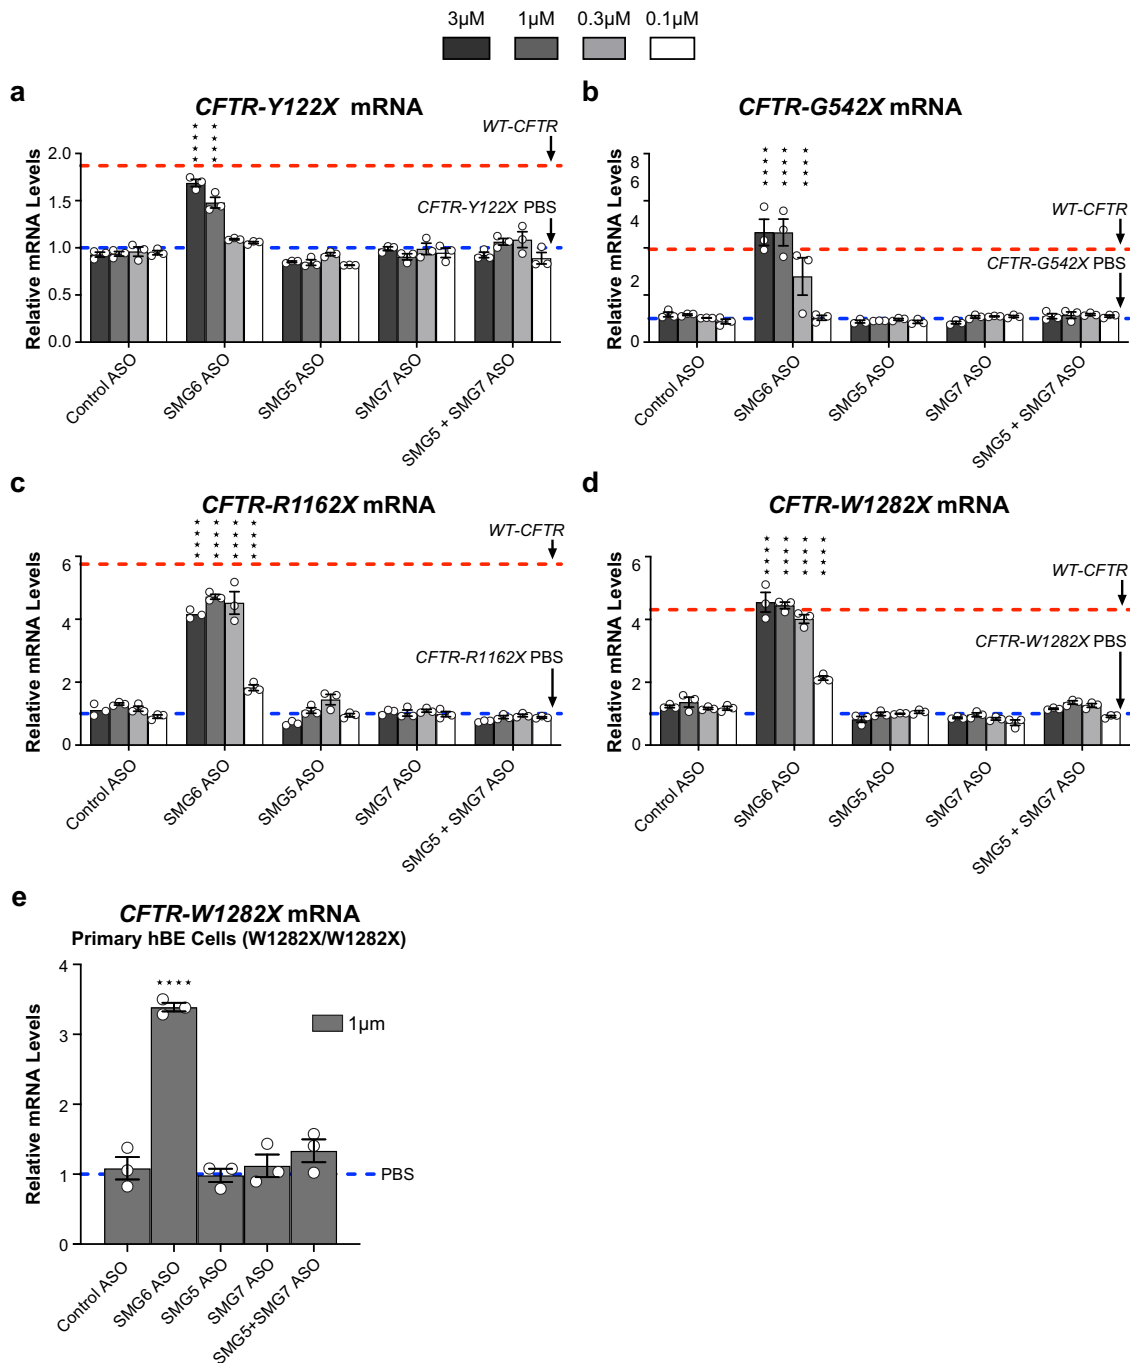 3µM 1µM 0.3µM 0.1µM
a
CFTR-Y122X mRNA
****
****
WT-CFTR
CFTR-Y122X PBS
Relative mRNA Levels
2.0
1.5
1.0
0.5
0.0
Control ASO
SMG6 ASO
SMG5 ASO
SMG7 ASO
SMG5 + SMG7 ASO
b
CFTR-G542X mRNA
****
****
****
WT-CFTR
CFTR-G542X PBS
Relative mRNA Levels
8
6
4
2
0
Control ASO
SMG6 ASO
SMG5 ASO
SMG7 ASO
SMG5 + SMG7 ASO
c
CFTR-R1162X mRNA
****
****
****
****
WT-CFTR
CFTR-R1162X PBS
Relative mRNA Levels
6
4
2
0
Control ASO
SMG6 ASO
SMG5 ASO
SMG7 ASO
SMG5 + SMG7 ASO
d
CFTR-W1282X mRNA
****
****
****
****
WT-CFTR
CFTR-W1282X PBS
Relative mRNA Levels
6
4
2
0
Control ASO
SMG6 ASO
SMG5 ASO
SMG7 ASO
SMG5 + SMG7 ASO
e
CFTR-W1282X mRNA
Primary hBE Cells (W1282X/W1282X)
****
1µm
PBS
Relative mRNA Levels
4
3
2
1
0
Control ASO
SMG6 ASO
SMG5 ASO
SMG7 ASO
SMG5+SMG7 ASO